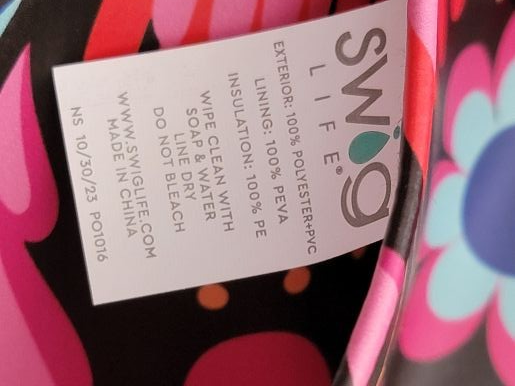 swig
LIFE®
EXTERIOR: 100% POLYESTER+PVC
LINING: 100% PEVA
INSULATION: 100% PE
WIPE CLEAN WITH
SOAP & WATER
LINE DRY
DO NOT BLEACH
WWW.SWIGLIFE.COM
MADE IN CHINA
NS 10/30/23 PO1016